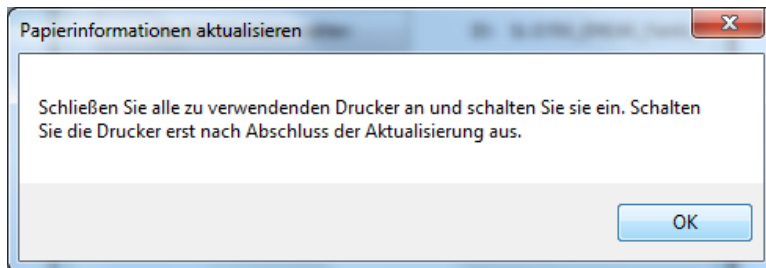 Papierinformationen aktualisieren
Schließen Sie alle zu verwendenden Drucker an und schalten Sie sie ein. Schalten
Sie die Drucker erst nach Abschluss der Aktualisierung aus.
OK